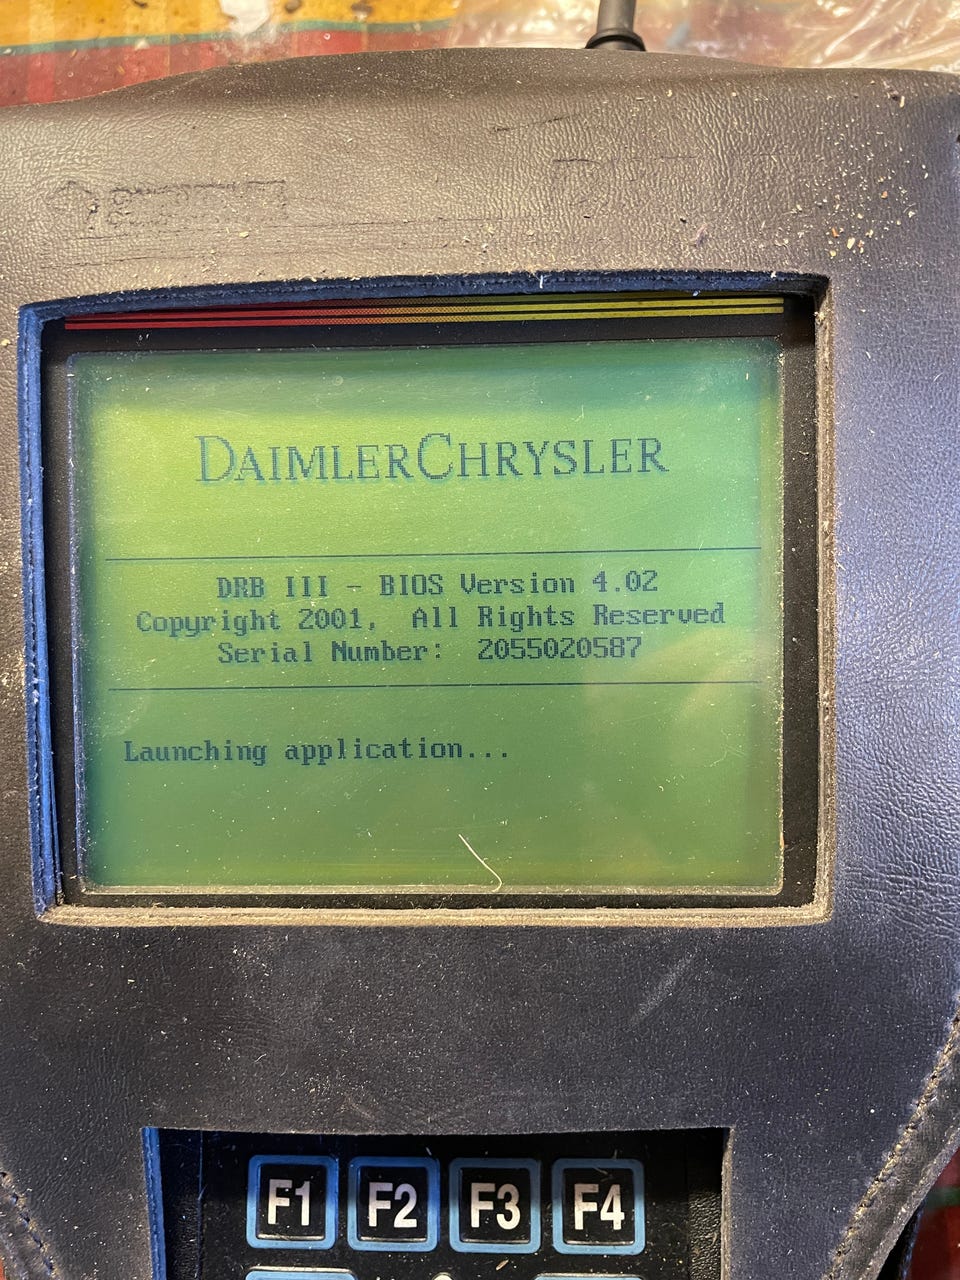 DAIMLERCHRYSLER
DRB III - BIOS Version 4.02
Copyright 2001, All Rights Reserved
Serial Number: 2055020587
Launching application...
F1 F2 F3 F4